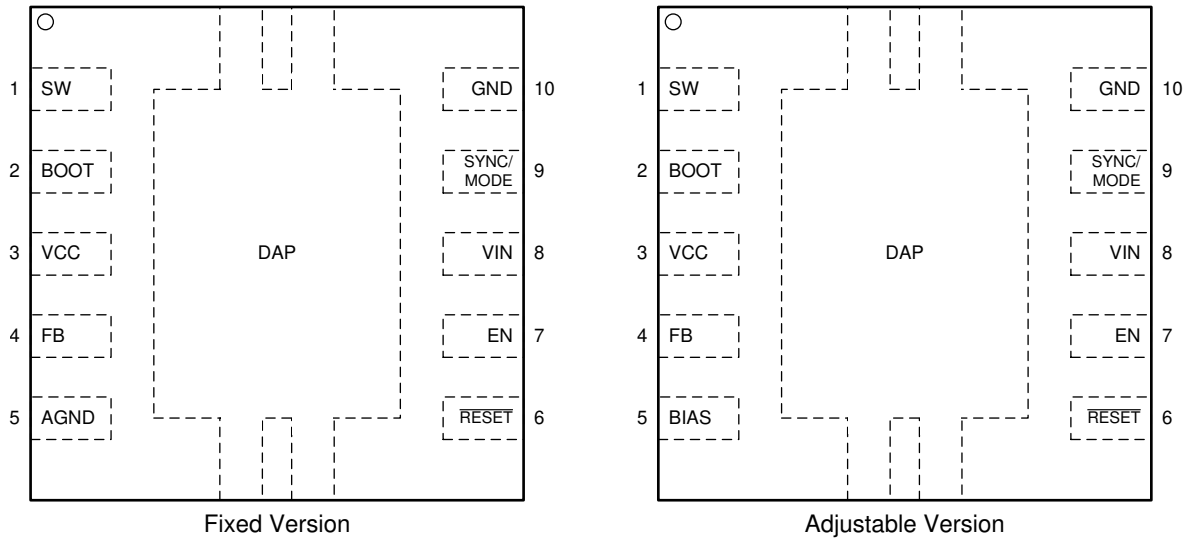 1 SW GND 10
2 BOOT SYNC/
MODE 9
3 VCC DAP VIN 8
4 FB EN 7
5 AGND RESET 6
Fixed Version
1 SW GND 10
2 BOOT SYNC/
MODE 9
3 VCC DAP VIN 8
4 FB EN 7
5 BIAS RESET 6
Adjustable Version